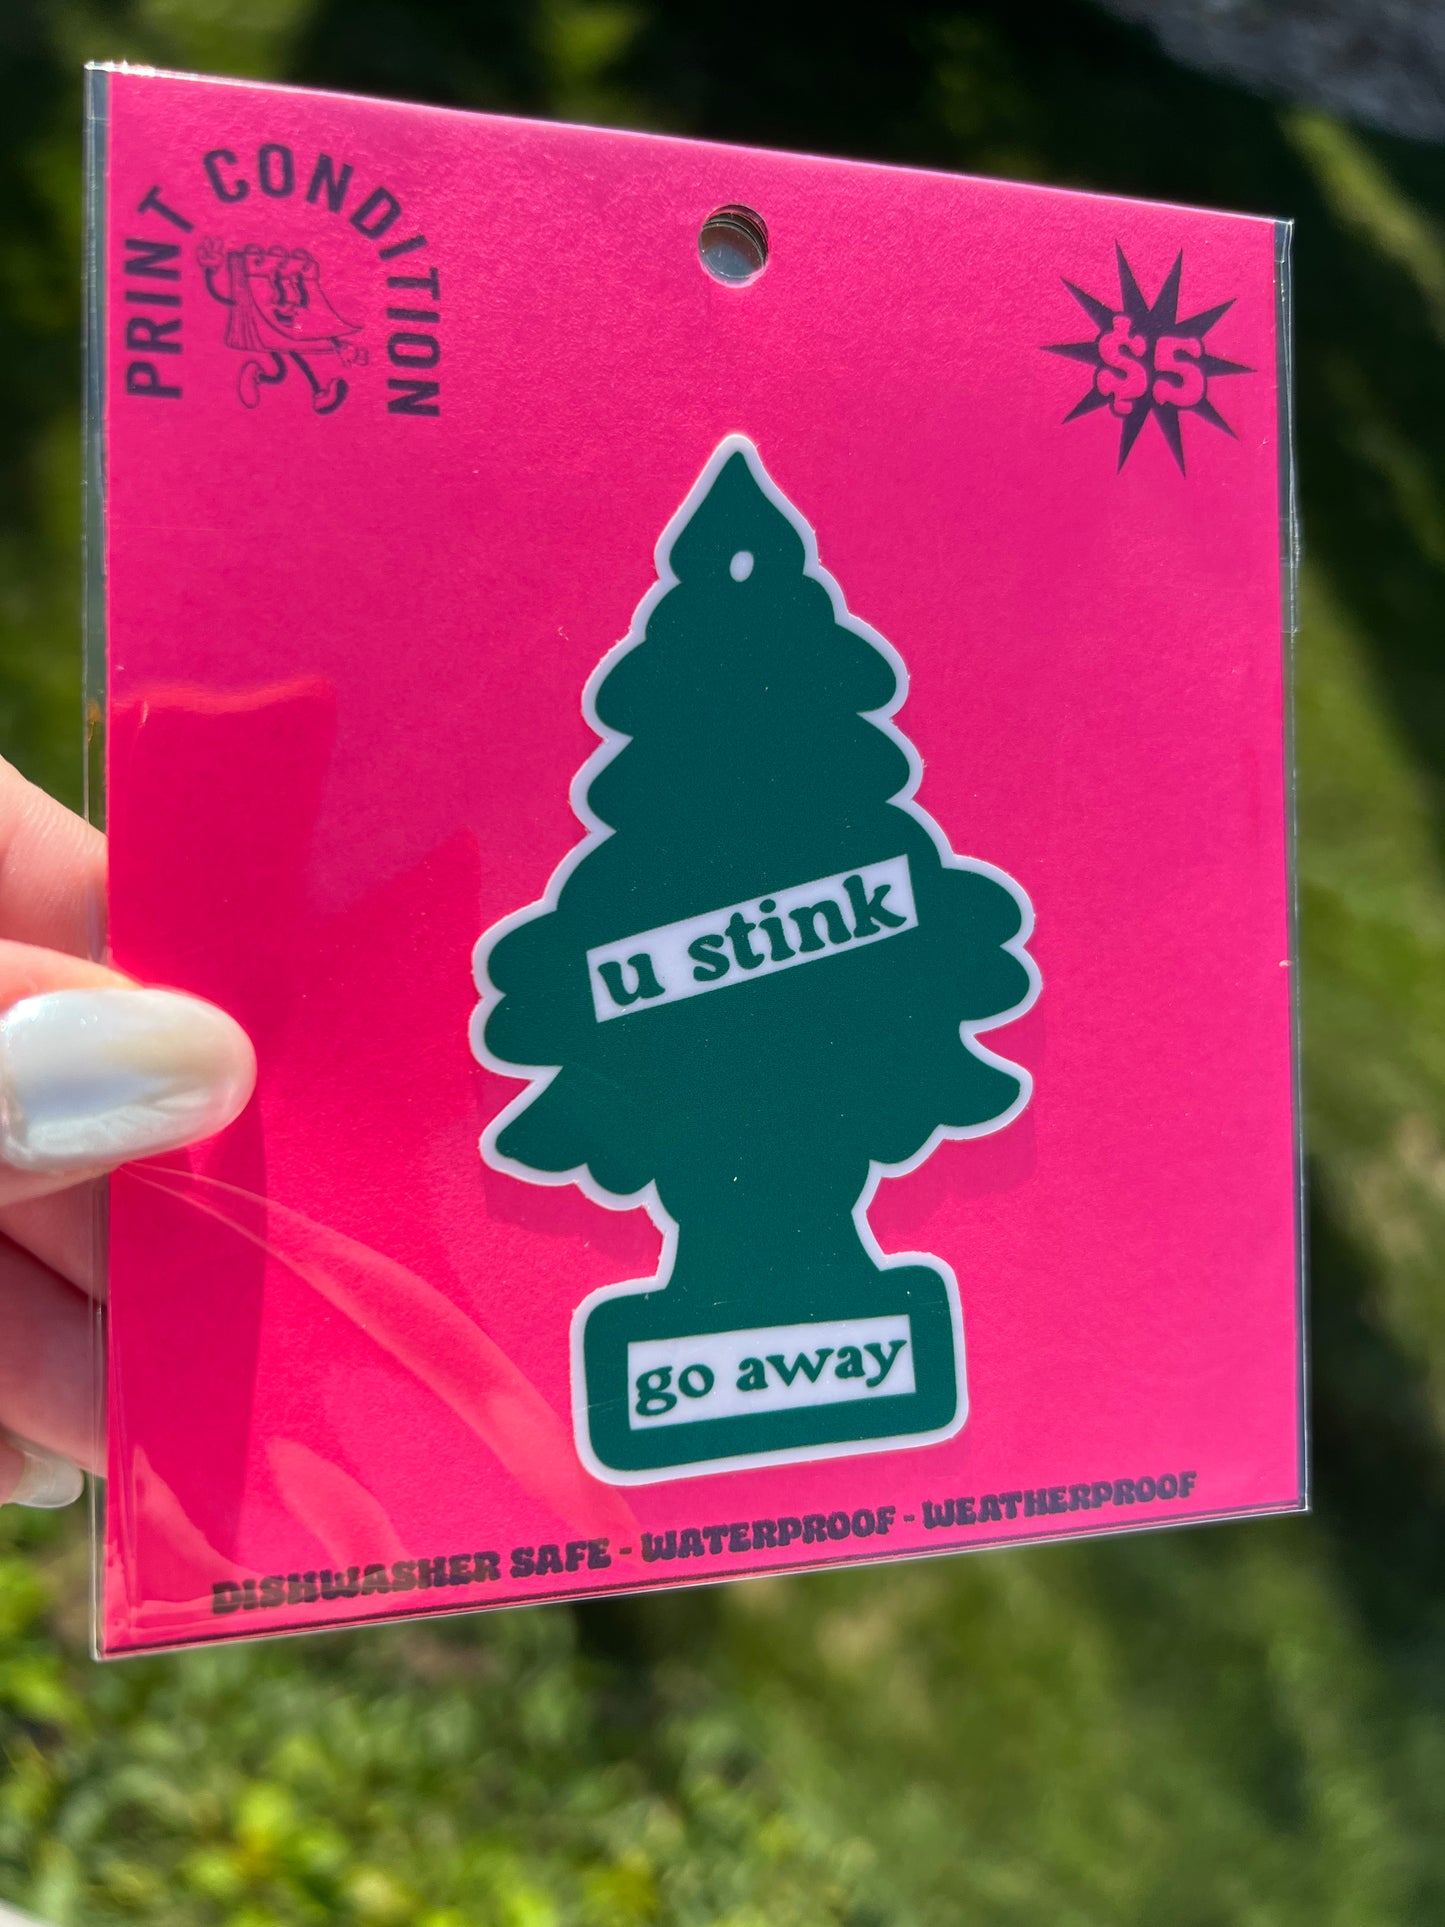 PRINT CONDITION
$5
u stink
go away
DISHWASHER SAFE - WATERPROOF - WEATHERPROOF